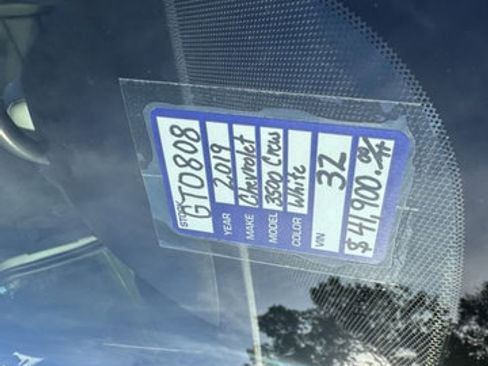 STOCK GT0808
YEAR 2019
MAKE Chevrolet
MODEL 3500 Crew
COLOR White
VIN 32
$41,900.00